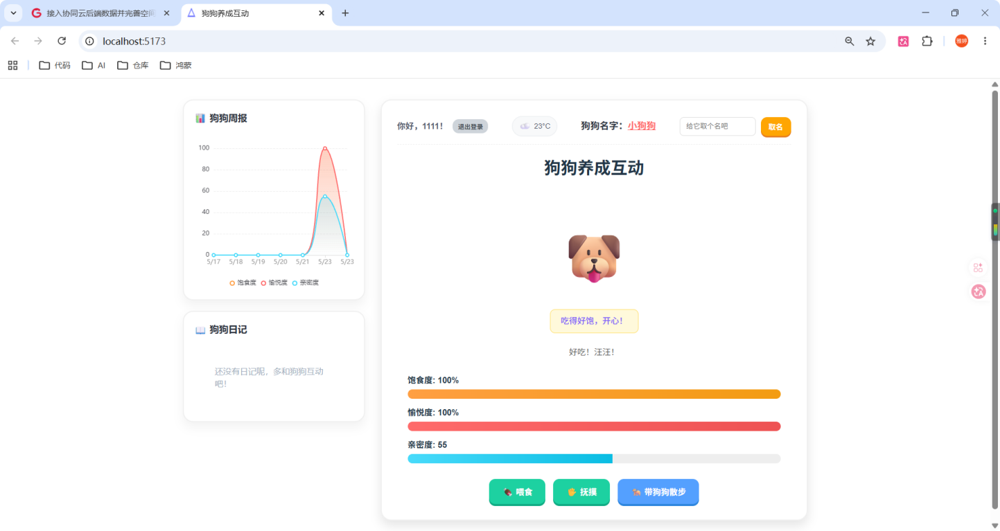 接入协同云后端数据并完善空间
狗狗养成互动
localhost:5173
雅婷
代码
AI
仓库
鸿蒙
狗狗周报
100
80
60
40
20
0
5/17 5/18 5/19 5/20 5/21 5/23 5/23
饱食度 愉悦度 亲密度
狗狗日记
还没有日记呢，多和狗狗互动
吧！
你好，1111！ 退出登录 23°C 狗狗名字：小狗狗 给它取个名吧 取名
狗狗养成互动
吃得好饱，开心！
好吃！汪汪！
饱食度: 100%
愉悦度: 100%
亲密度: 55
喂食 抚摸 带狗狗散步